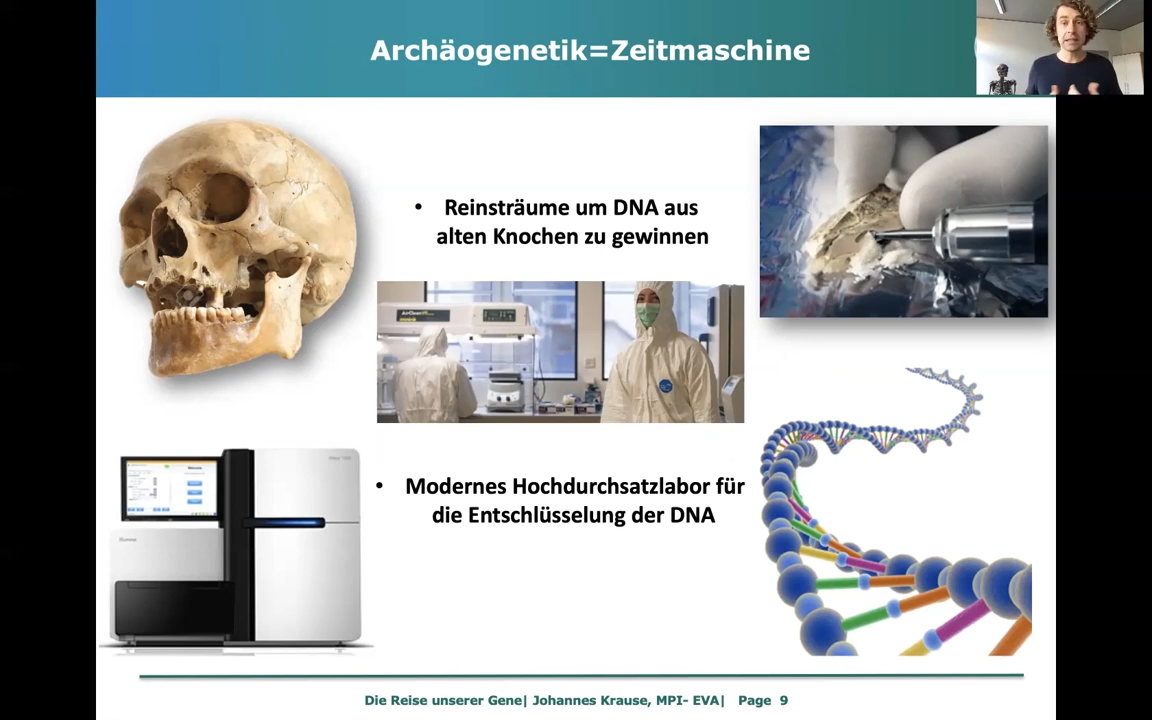 Archäogenetik=Zeitmaschine
• Reinsträume um DNA aus
alten Knochen zu gewinnen
• Modernes Hochdurchsatzlabor für
die Entschlüsselung der DNA
Die Reise unserer Gene| Johannes Krause, MPI- EVA| Page 9